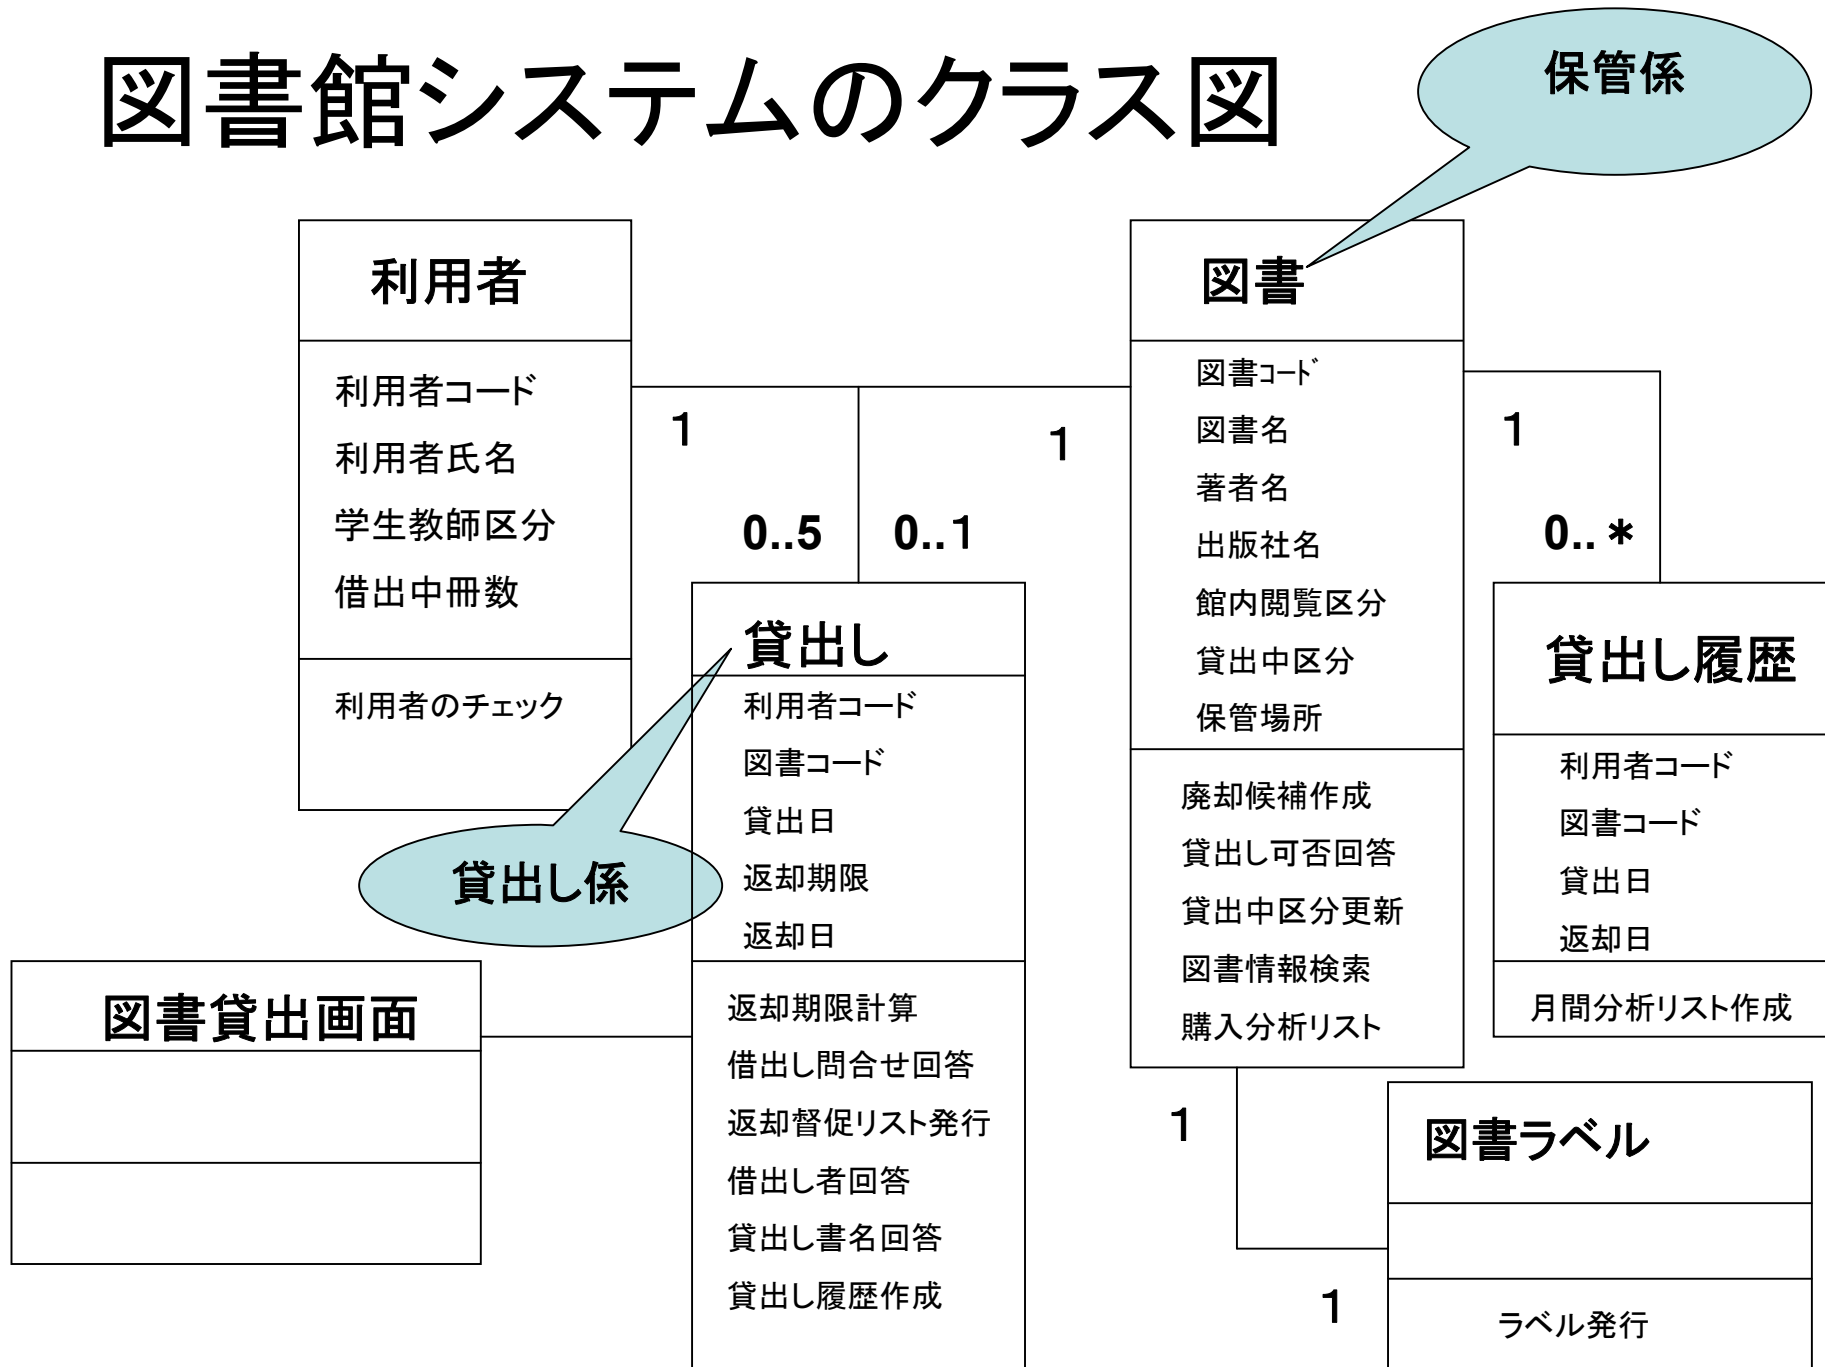 図書館システムのクラス図
保管係
利用者
利用者コード
利用者氏名
学生教師区分
借出中冊数
利用者のチェック
1
0..5
1
0..1
図書
図書ｺｰﾄﾞ
図書名
著者名
出版社名
館内閲覧区分
貸出中区分
保管場所
廃却候補作成
貸出し可否回答
貸出中区分更新
図書情報検索
購入分析リスト
1
0..＊
貸出し履歴
利用者コード
図書コード
貸出日
返却日
月間分析リスト作成
貸出し
利用者コード
図書コード
貸出日
返却期限
返却日
返却期限計算
借出し問合せ回答
返却督促リスト発行
借出し者回答
貸出し書名回答
貸出し履歴作成
貸出し係
図書貸出画面
1
1
図書ラベル
ラベル発行